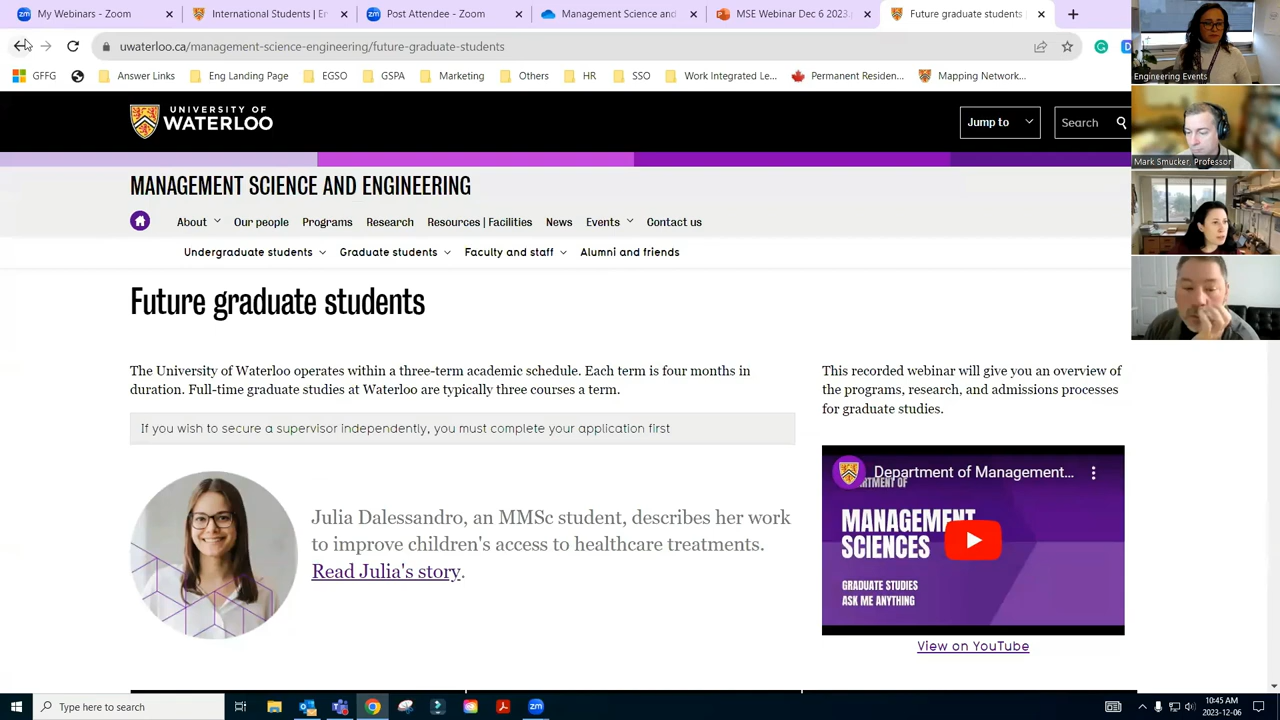 My Webinars - Zoom
International Students | En
Post Attendee - Zoom
Management Science and En
MSE Webinar Dec 6 2023.
Future graduate students |
uwaterloo.ca/management-science-engineering/future-graduate-students
GFFG
Answer Links
Eng Landing Page
EGSO
GSPA
Marketing
Others
HR
SSO
Work Integrated Le...
Permanent Residen...
Mapping Network...
UNIVERSITY OF
WATERLOO
Jump to
Search
MANAGEMENT SCIENCE AND ENGINEERING
About
Our people
Programs
Research
Resources | Facilities
News
Events
Contact us
Undergraduate students
Graduate students
Faculty and staff
Alumni and friends
Future graduate students
The University of Waterloo operates within a three-term academic schedule. Each term is four months in
duration. Full-time graduate studies at Waterloo are typically three courses a term.
If you wish to secure a supervisor independently, you must complete your application first
Julia Dalessandro, an MMSc student, describes her work
to improve children's access to healthcare treatments.
Read Julia's story.
This recorded webinar will give you an overview of
the programs, research, and admissions processes
for graduate studies.
Department of Management...
MANAGEMENT
SCIENCES
GRADUATE STUDIES
ASK ME ANYTHING
View on YouTube
Engineering Events
Mark Smucker, Professor
Type here to search
10:45 AM
2023-12-06